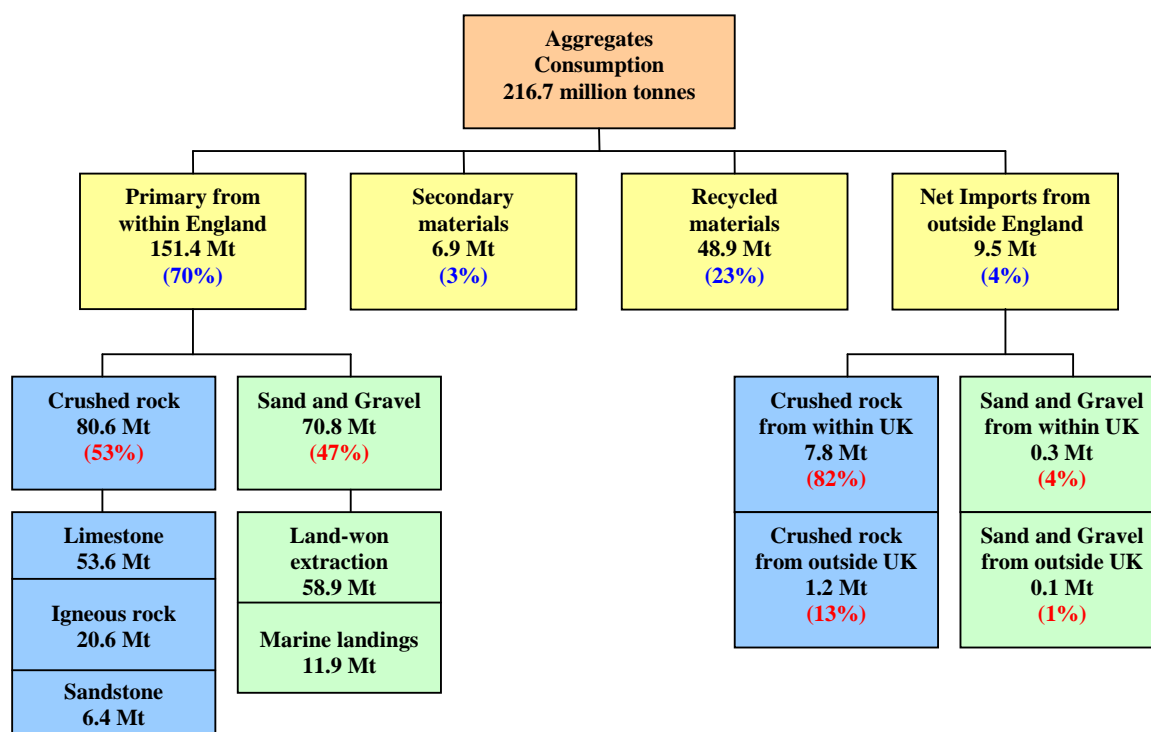 Aggregates
Consumption
216.7 million tonnes
Primary from
within England
151.4 Mt
(70%)
Secondary
materials
6.9 Mt
(3%)
Recycled
materials
48.9 Mt
(23%)
Net Imports from
outside England
9.5 Mt
(4%)
Crushed rock
80.6 Mt
(53%)
Sand and Gravel
70.8 Mt
(47%)
Crushed rock
from within UK
7.8 Mt
(82%)
Sand and Gravel
from within UK
0.3 Mt
(4%)
Limestone
53.6 Mt
Igneous rock
20.6 Mt
Sandstone
6.4 Mt
Land-won
extraction
58.9 Mt
Marine landings
11.9 Mt
Crushed rock
from outside UK
1.2 Mt
(13%)
Sand and Gravel
from outside UK
0.1 Mt
(1%)